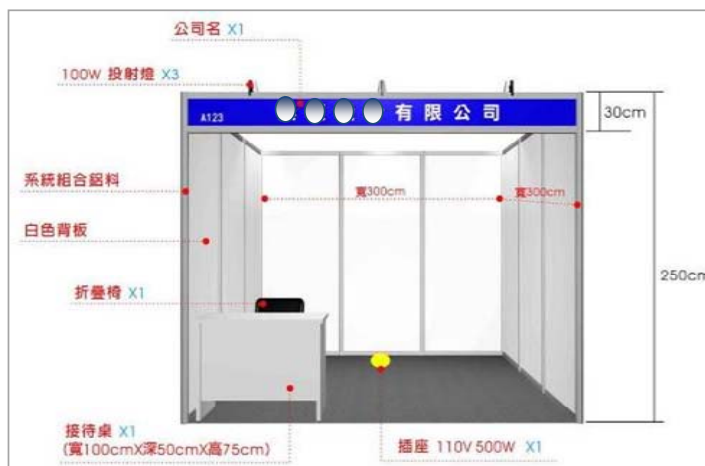 公司名 X1
100W 投射燈 X3
A123
有限公司
30cm
系統組合鋁料
寬300cm
寬300cm
白色背板
250cm
折疊椅 X1
接待桌 X1
(寬100cmX深50cmX高75cm)
插座 110V 500W X1